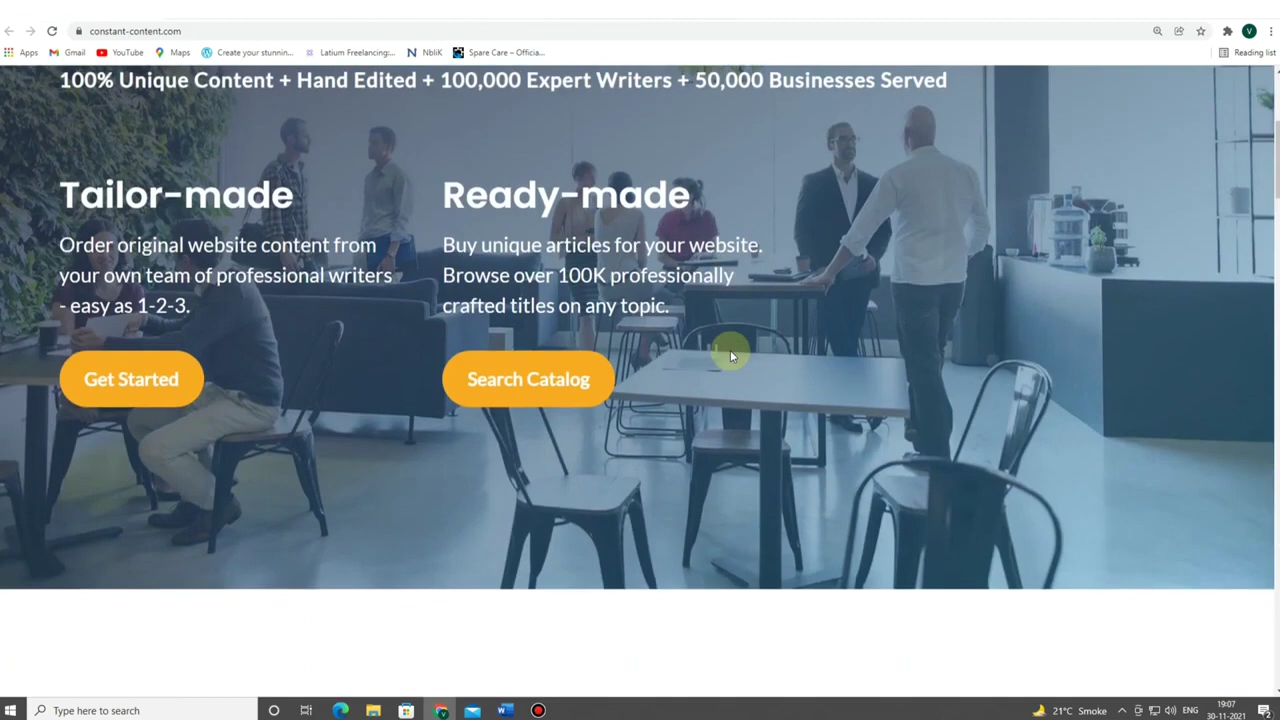 constant-content.com
Apps Gmail YouTube Maps Create your stunnin... Latium Freelancing:... NbliK Spare Care – Officia... Reading list
100% Unique Content + Hand Edited + 100,000 Expert Writers + 50,000 Businesses Served
Tailor-made
Order original website content from
your own team of professional writers
- easy as 1-2-3.
Get Started
Ready-made
Buy unique articles for your website.
Browse over 100K professionally
crafted titles on any topic.
Search Catalog
Type here to search
21°C Smoke
ENG
19:07
30-11-2021